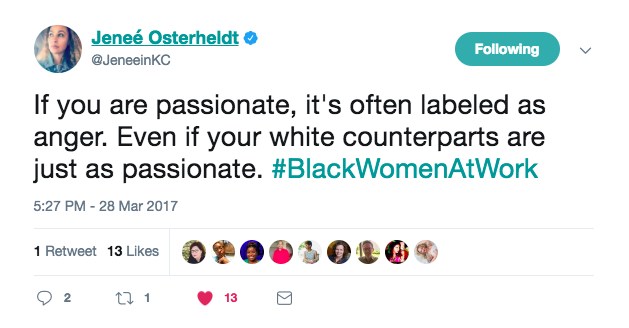 Jeneé Osterheldt
@JeneeinKC
Following
If you are passionate, it's often labeled as
anger. Even if your white counterparts are
just as passionate. #BlackWomenAtWork
5:27 PM - 28 Mar 2017
1 Retweet 13 Likes
2 1 13